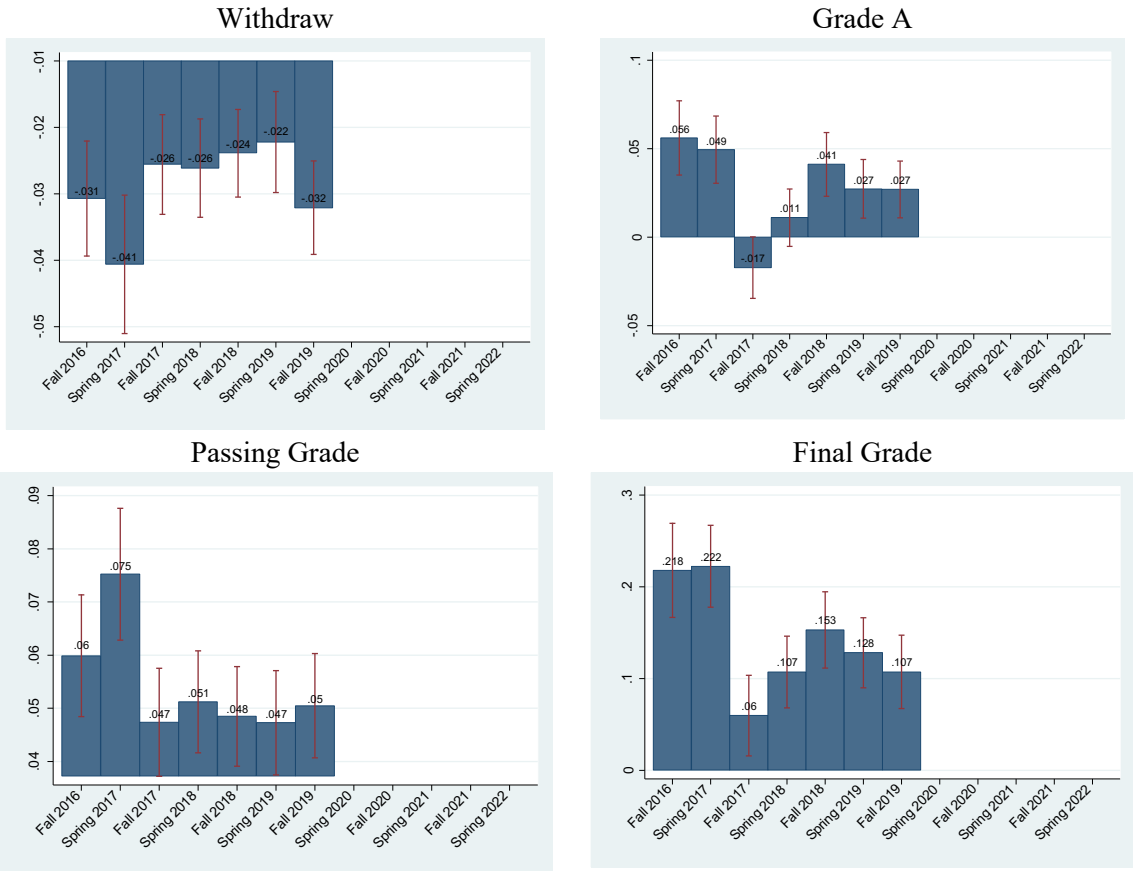 Withdraw
-.01
-.02
-.03
-.04
-.05
-.031
-.041
-.026
-.026
-.024
-.022
-.032
Fall 2016
Spring 2017
Fall 2017
Spring 2018
Fall 2018
Spring 2019
Fall 2019
Spring 2020
Fall 2020
Spring 2021
Fall 2021
Spring 2022
Grade A
.1
.05
0
-.05
.056
.049
-.017
.011
.041
.027
.027
Fall 2016
Spring 2017
Fall 2017
Spring 2018
Fall 2018
Spring 2019
Fall 2019
Spring 2020
Fall 2020
Spring 2021
Fall 2021
Spring 2022
Passing Grade
.09
.08
.07
.06
.05
.04
.06
.075
.047
.051
.048
.047
.05
Fall 2016
Spring 2017
Fall 2017
Spring 2018
Fall 2018
Spring 2019
Fall 2019
Spring 2020
Fall 2020
Spring 2021
Fall 2021
Spring 2022
Final Grade
.3
.2
.1
0
.218
.222
.06
.107
.153
.128
.107
Fall 2016
Spring 2017
Fall 2017
Spring 2018
Fall 2018
Spring 2019
Fall 2019
Spring 2020
Fall 2020
Spring 2021
Fall 2021
Spring 2022